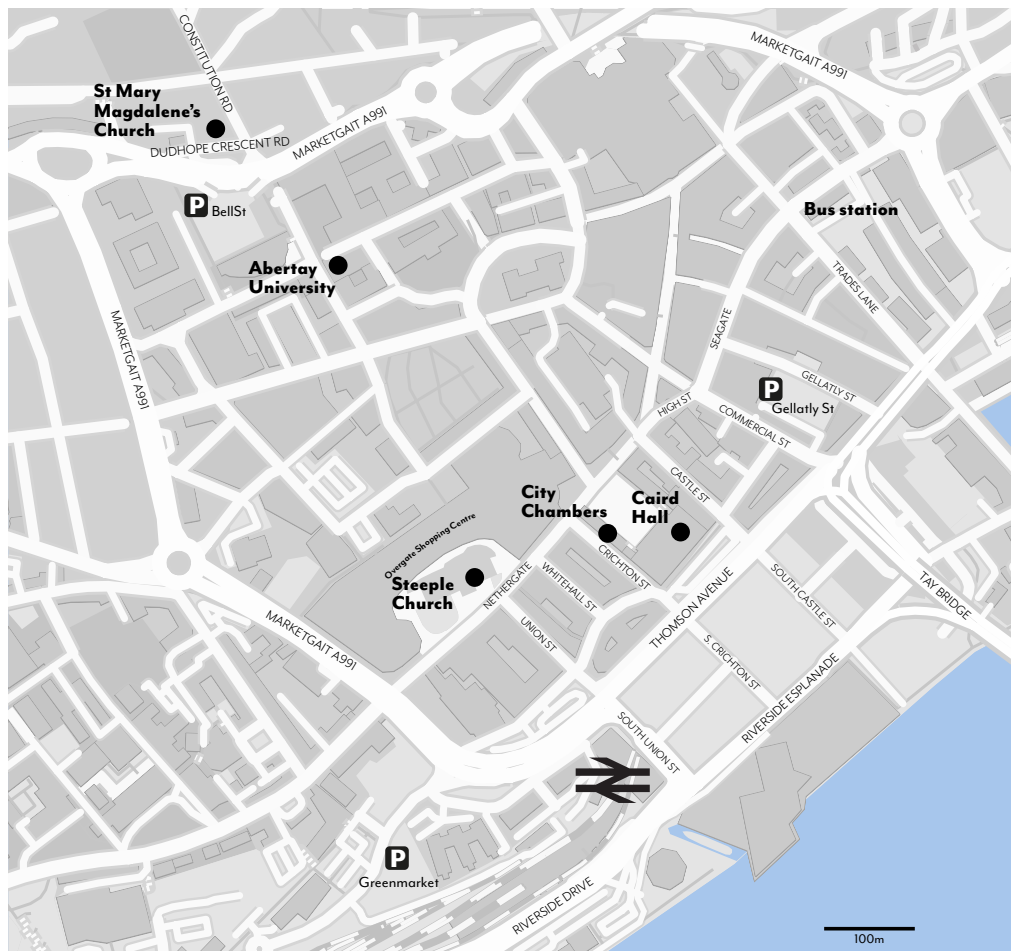 CONSTITUTION RD
MARKETGAIT A991
St Mary
Magdalene's
Church
DUDHOPE CRESCENT RD
MARKETGAIT A991
P BellSt
Bus station
Abertay
University
TRADES LANE
MARKETGAIT A991
SEAGATE
GELLATLY ST
P
Gellatly St
HIGH ST
COMMERCIAL ST
CASTLE ST
City
Chambers
Caird
Hall
Overgate Shopping Centre
Steeple
Church
NETHERGATE
CRICHTON ST
WHITEHALL ST
UNION ST
THOMSON AVENUE
SOUTH CASTLE ST
TAY BRIDGE
MARKETGAIT A991
S. CRICHTON ST
RIVERSIDE ESPLANADE
SOUTH UNION ST
P
Greenmarket
RIVERSIDE DRIVE
100m